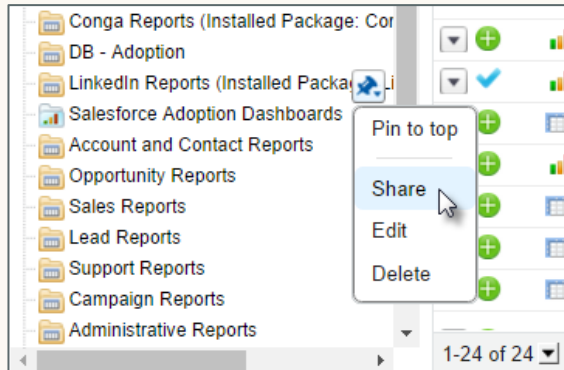 Conga Reports (Installed Package: Cor
DB - Adoption
LinkedIn Reports (Installed Packag Li
Salesforce Adoption Dashboards
Account and Contact Reports
Opportunity Reports
Sales Reports
Lead Reports
Support Reports
Campaign Reports
Administrative Reports
Pin to top
Share
Edit
Delete
1-24 of 24